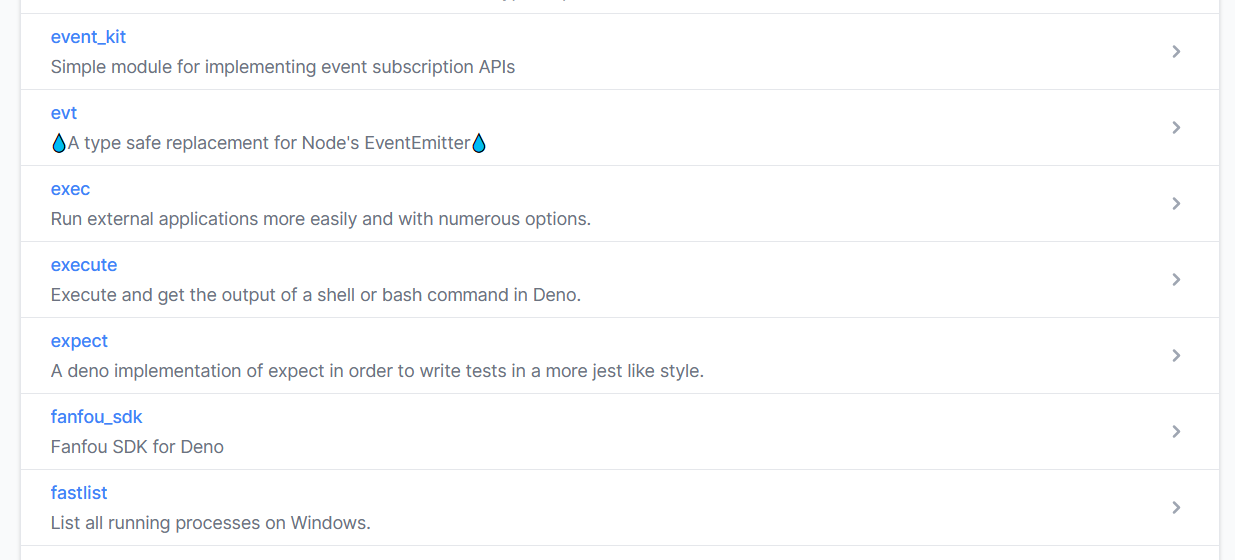 event_kit
Simple module for implementing event subscription APIs
evt
💧A type safe replacement for Node's EventEmitter💧
exec
Run external applications more easily and with numerous options.
execute
Execute and get the output of a shell or bash command in Deno.
expect
A deno implementation of expect in order to write tests in a more jest like style.
fanfou_sdk
Fanfou SDK for Deno
fastlist
List all running processes on Windows.